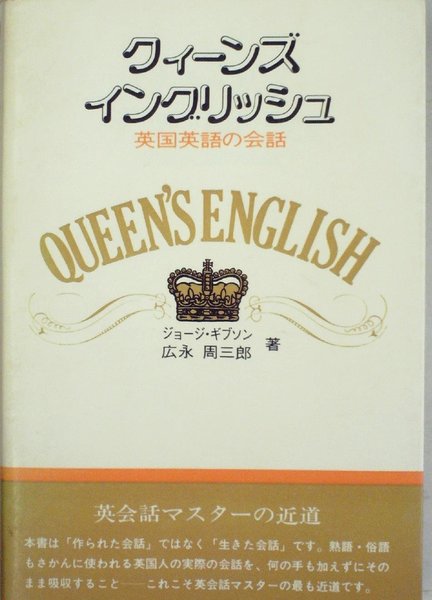 クィーンズ
イングリッシュ
英国英語の会話
QUEEN'S ENGLISH
ジョージ・ギブソン
広永 周三郎 著
英会話マスターの近道
本書は「作られた会話」ではなく「生きた会話」です。熟語・俗語
もさかんに使われる英国人の実際の会話を、何の手も加えずにその
まま吸収すること──これこそ英会話マスターの最も近道です。